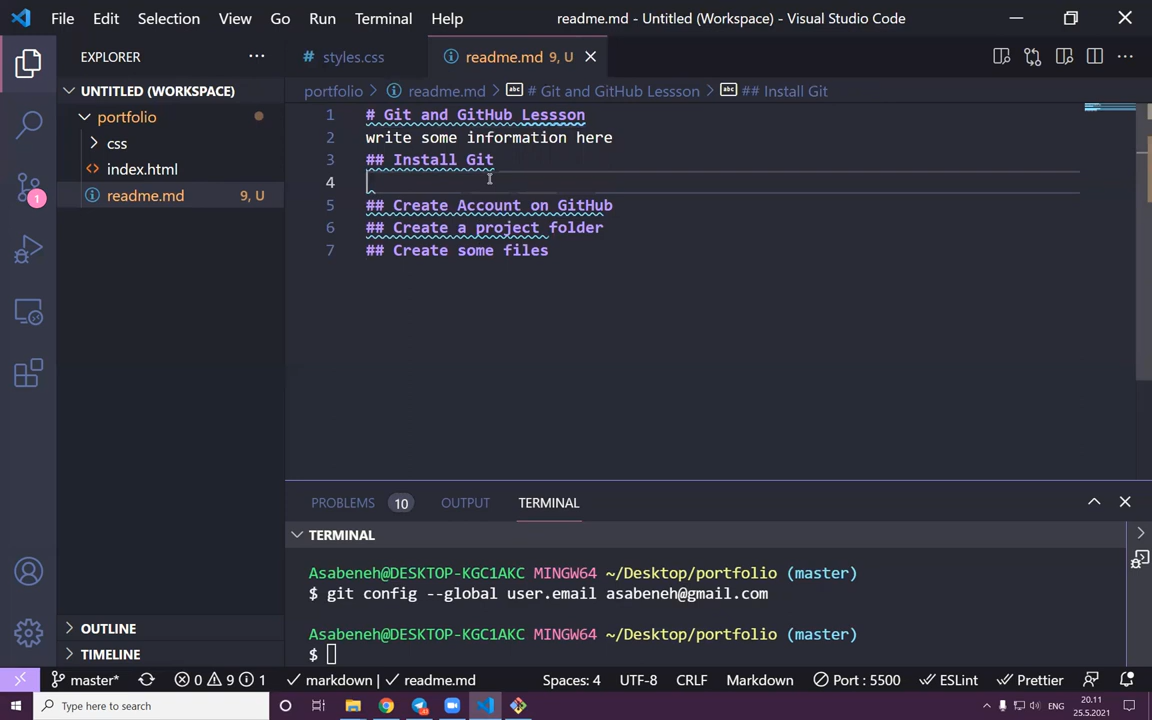 File Edit Selection View Go Run Terminal Help readme.md - Untitled (Workspace) - Visual Studio Code
EXPLORER ··· styles.css readme.md 9, U
UNTITLED (WORKSPACE) portfolio > readme.md > # Git and GitHub Lessson > ## Install Git
portfolio
css
index.html
readme.md 9, U
1 # Git and GitHub Lessson
2 write some information here
3 ## Install Git
4
5 ## Create Account on GitHub
6 ## Create a project folder
7 ## Create some files
1
PROBLEMS 10 OUTPUT TERMINAL
TERMINAL
Asabeneh@DESKTOP-KGC1AKC MINGW64 ~/Desktop/portfolio (master)
$ git config --global user.email asabeneh@gmail.com
Asabeneh@DESKTOP-KGC1AKC MINGW64 ~/Desktop/portfolio (master)
$
OUTLINE
TIMELINE
master* 0 9 1 markdown | readme.md Spaces: 4 UTF-8 CRLF Markdown Port : 5500 ESLint Prettier
Type here to search ENG 20.11
25.5.2021